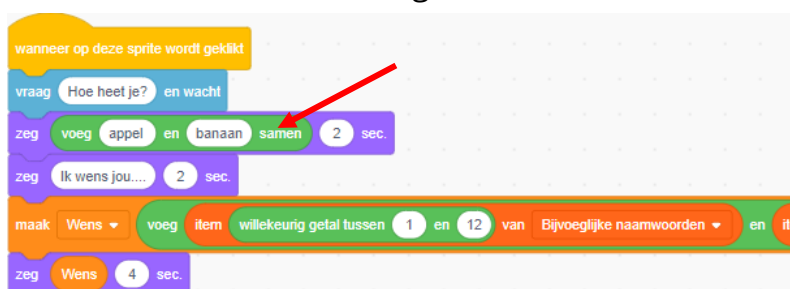 wanneer op deze sprite wordt geklikt
vraag Hoe heet je? en wacht
zeg voeg appel en banaan samen 2 sec.
zeg Ik wens jou.... 2 sec.
maak Wens voeg item willekeurig getal tussen 1 en 12 van Bijvoeglijke naamwoorden en
zeg Wens 4 sec.